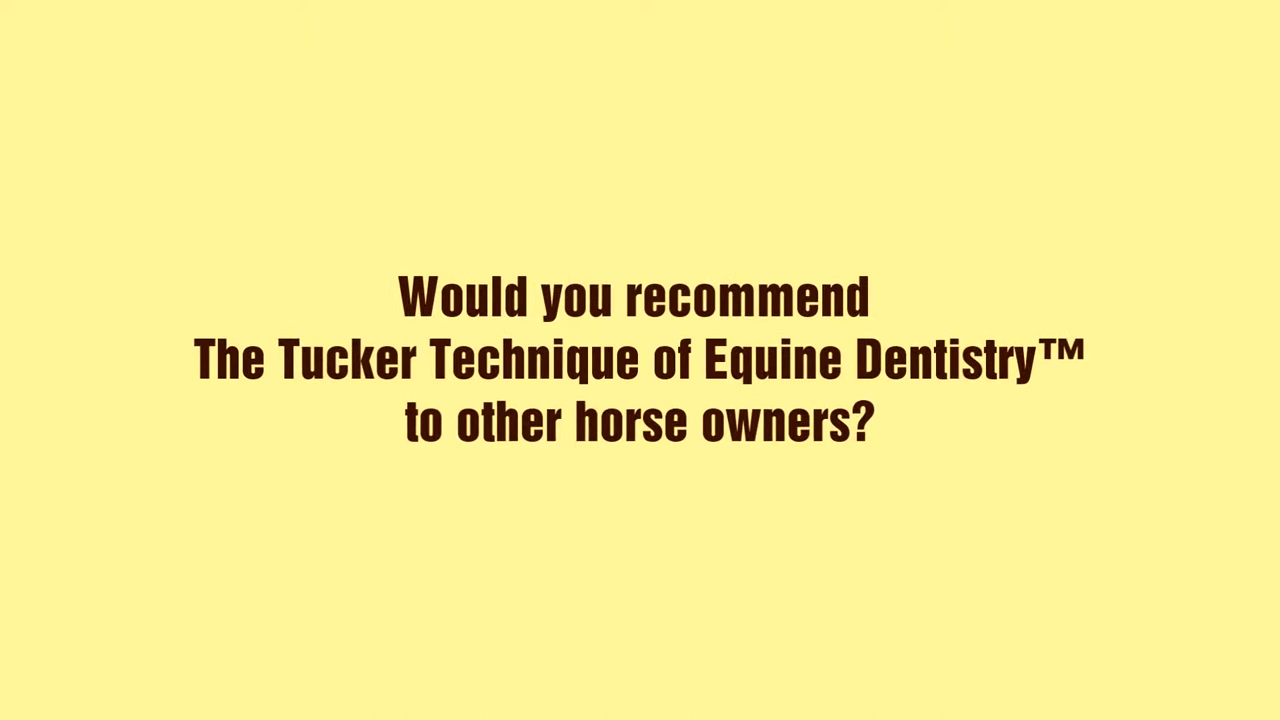 Would you recommend
The Tucker Technique of Equine Dentistry™
to other horse owners?